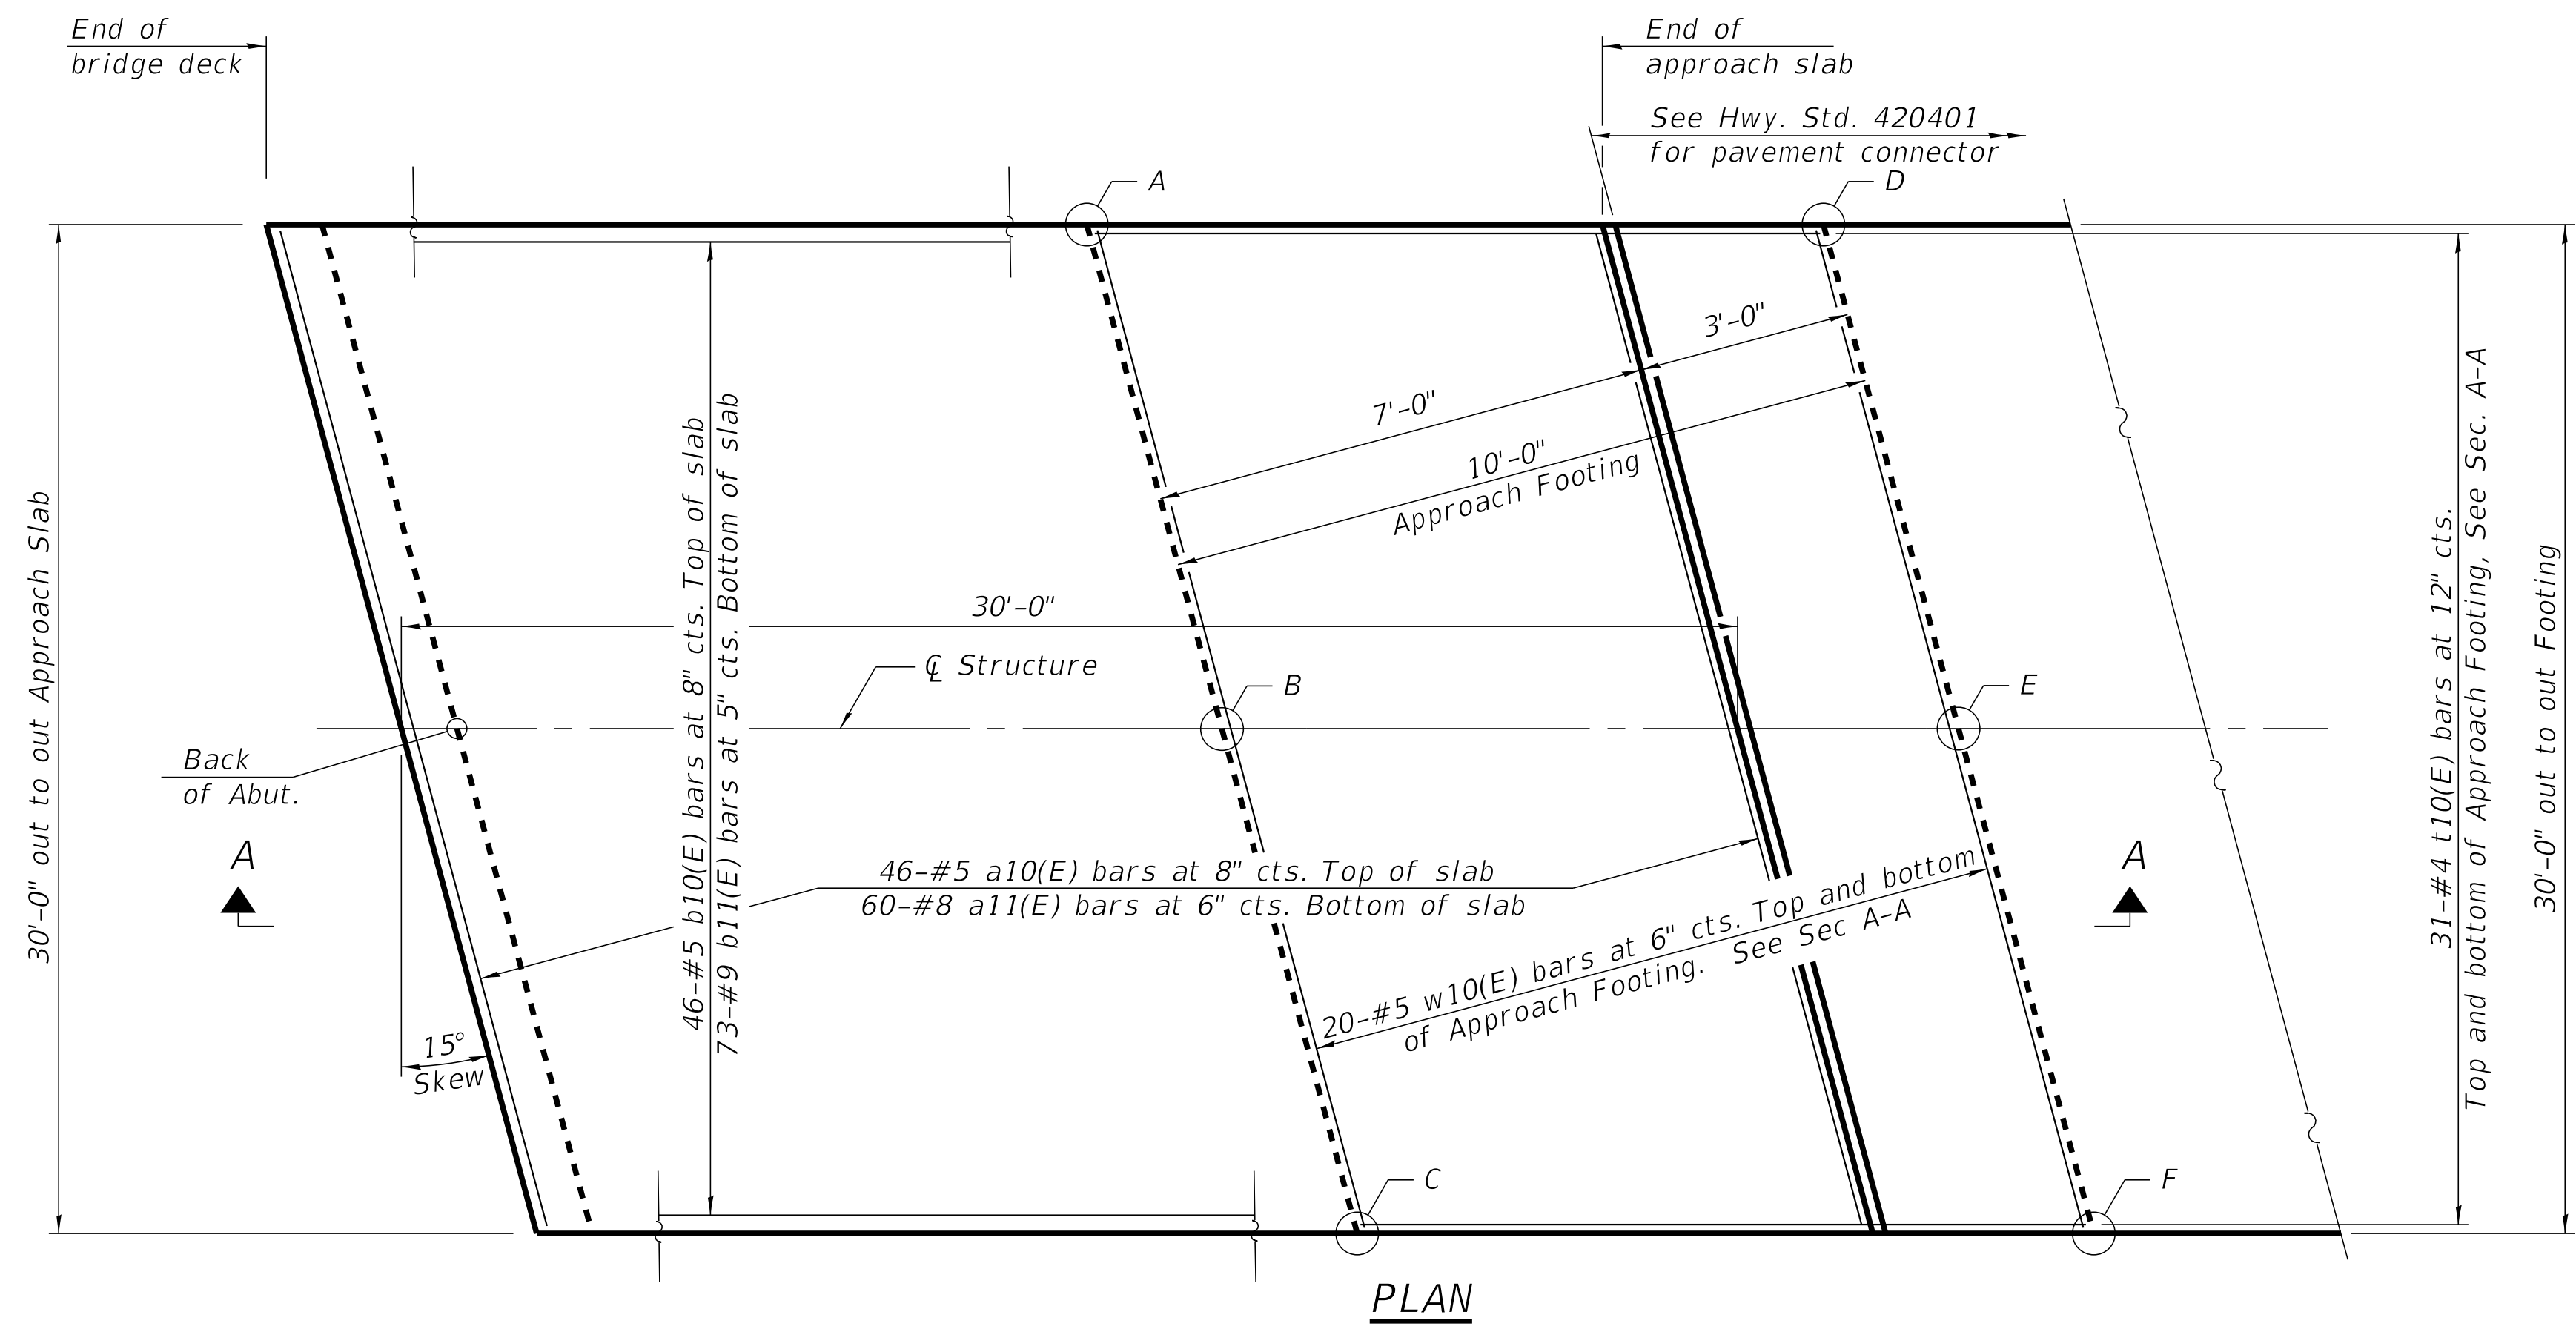 End of
bridge deck
End of
approach slab
See Hwy. Std. 420401
for pavement connector
A
D
3'-0"
7'-0"
10'-0"
Approach Footing
30'-0" out to out Approach Slab
46-#5 b10(E) bars at 8" cts. Top of slab
73-#9 b11(E) bars at 5" cts. Bottom of slab
30'-0"
℄ Structure
B
E
Back
of Abut.
A
A
46-#5 a10(E) bars at 8" cts. Top of slab
60-#8 a11(E) bars at 6" cts. Bottom of slab
20-#5 w10(E) bars at 6" cts. Top and bottom
of Approach Footing. See Sec A-A
31-#4 t10(E) bars at 12" cts.
Top and bottom of Approach Footing, See Sec. A-A
30'-0" out to out Footing
15°
Skew
C
F
PLAN